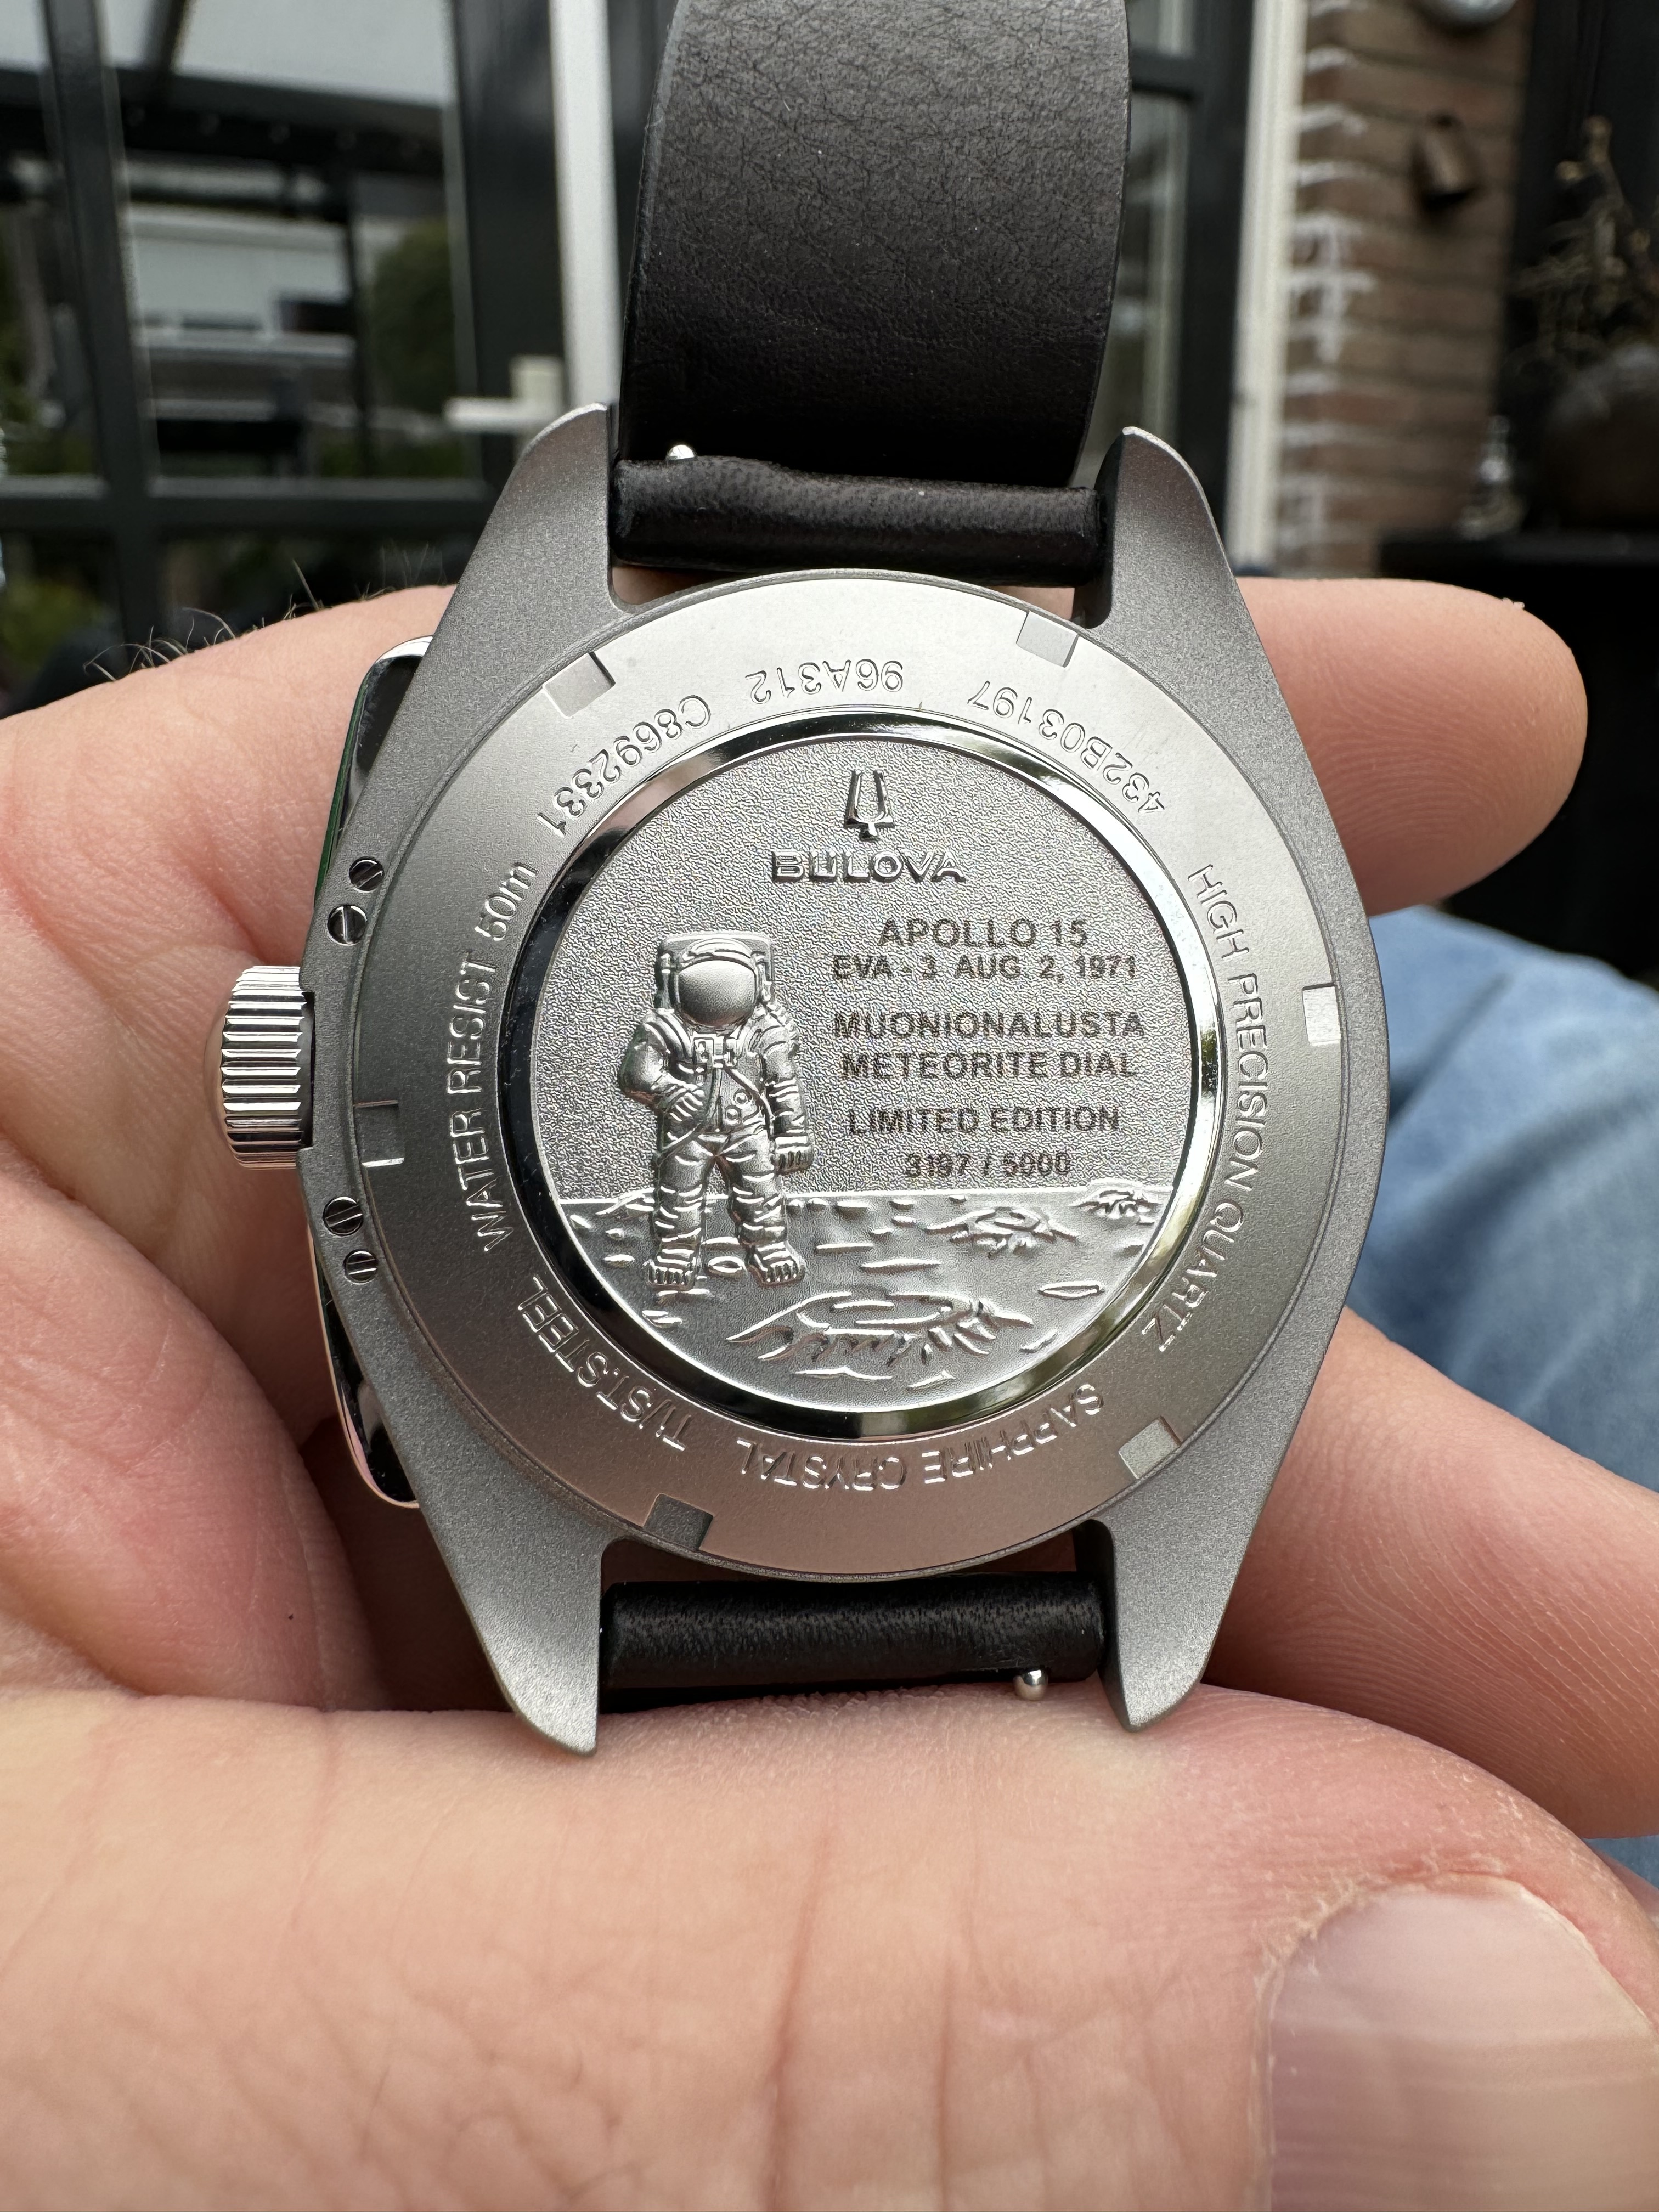 BULOVA
APOLLO 15
EVA - 3 AUG. 2, 1971
MUONIONALUSTA
METEORITE DIAL
LIMITED EDITION
3197 / 5000
432B03197 96A312 C8692331
WATER RESIST 50m
HIGH PRECISION QUARTZ
SAPPHIRE CRYSTAL
TI/ST.STEEL